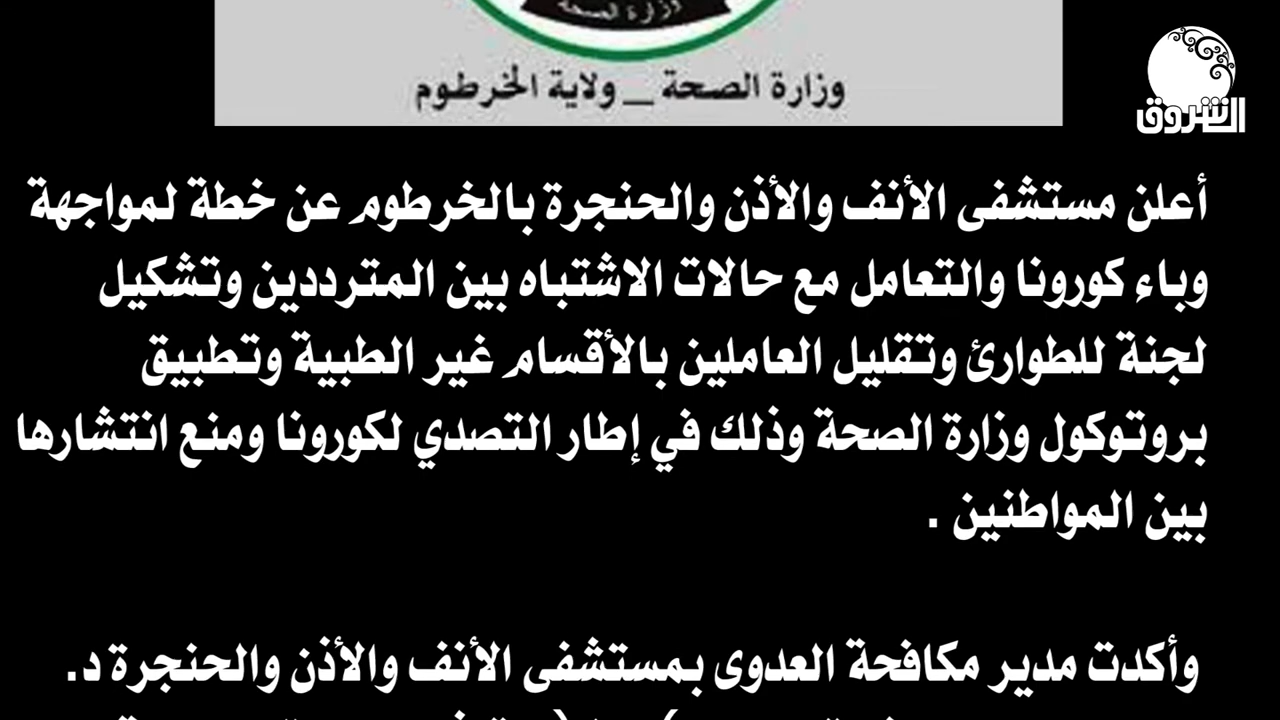 وزارة الصحة
وزارة الصحة _ ولاية الخرطوم
الشروق
أعلن مستشفى الأنف والأذن والحنجرة بالخرطوم عن خطة لمواجهة
وباء كورونا والتعامل مع حالات الاشتباه بين المترددين وتشكيل
لجنة للطوارئ وتقليل العاملين بالأقسام غير الطبية وتطبيق
بروتوكول وزارة الصحة وذلك في إطار التصدي لكورونا ومنع انتشارها
بين المواطنين .
وأكدت مدير مكافحة العدوى بمستشفى الأنف والأذن والحنجرة د.